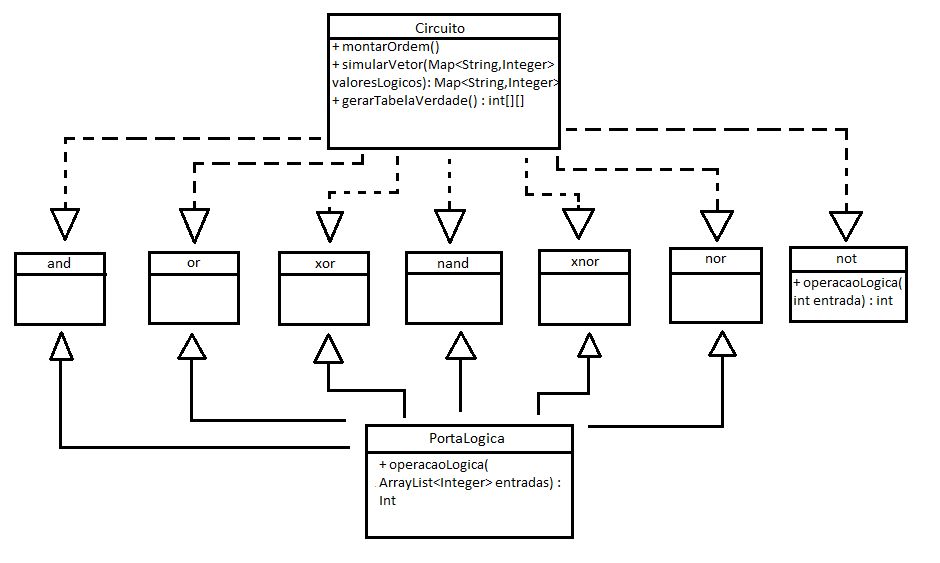 Circuito
+ montarOrdem()
+ simularVetor(Map<String,Integer>
valoresLogicos): Map<String,Integer>
+ gerarTabelaVerdade() : int[][]
and
or
xor
nand
xnor
nor
not
+ operacaoLogica(
int entrada) : int
PortaLogica
+ operacaoLogica(
ArrayList<Integer> entradas) :
Int